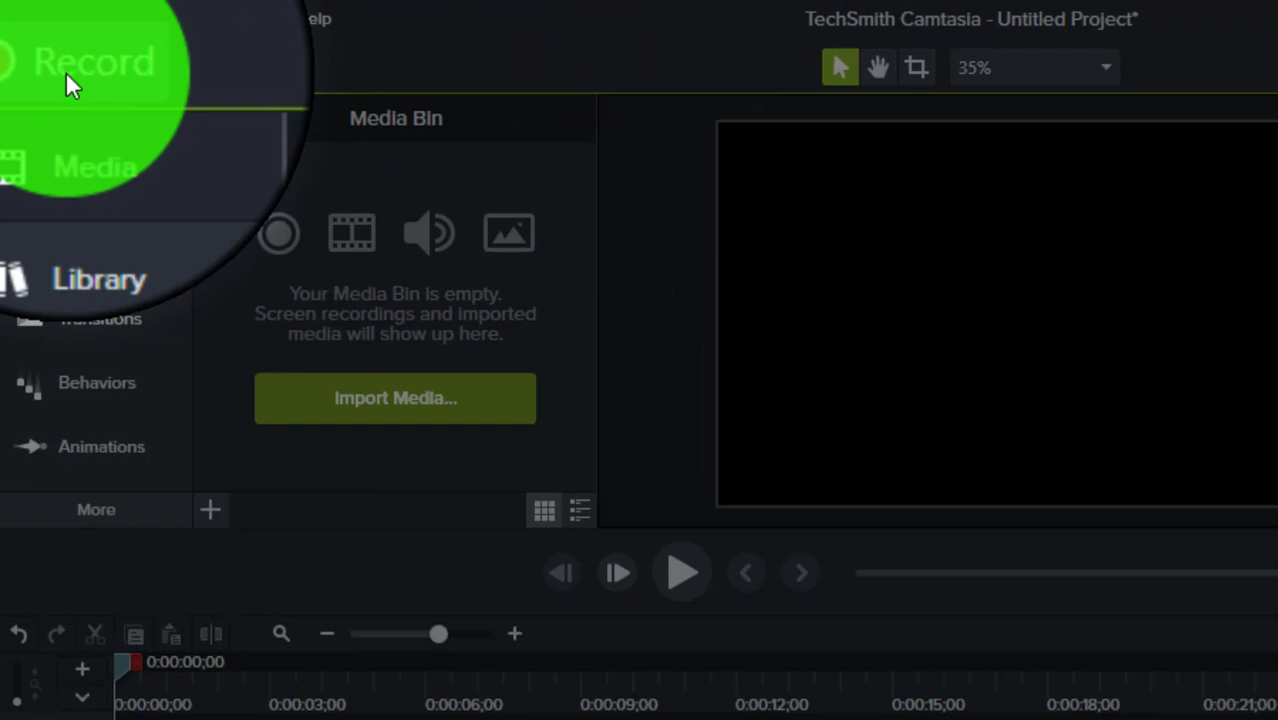 elp
TechSmith Camtasia - Untitled Project*
Record
35%
Media Bin
Media
Your Media Bin is empty.
Screen recordings and imported
media will show up here.
Library
Transitions
Behaviors
Import Media...
Animations
More
0:00:00;00
0:00:00;00
0:00:03;00
0:00:06;00
0:00:09;00
0:00:12;00
0:00:15;00
0:00:18;00
0:00:21;00